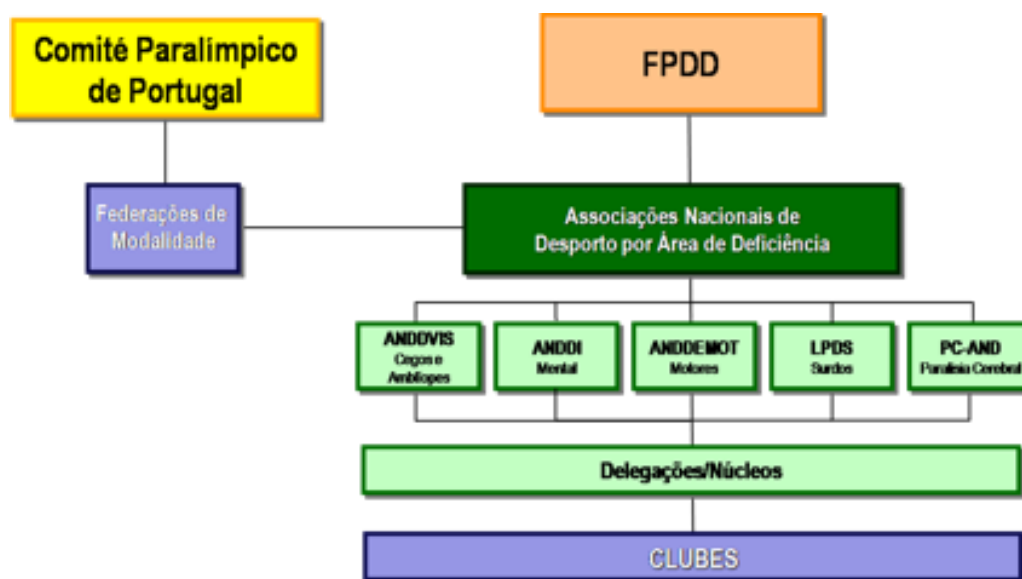 Comité Paralímpico
de Portugal
FPDD
Federações de
Modalidade
Associações Nacionais de
Desporto por Área de Deficiência
ANDDVIS
Cegos e
Amblíopes
ANDDI
Mental
ANDDEMOT
Motores
LPDS
Surdos
PC-AND
Paralisia Cerebral
Delegações/Núcleos
CLUBES